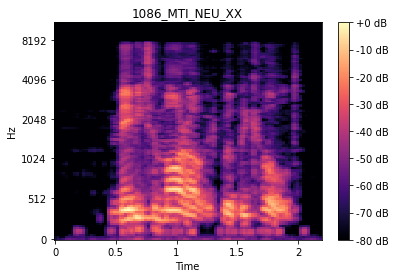 1086_MTI_NEU_XX
8192
4096
2048
1024
512
0
Hz
0
0.5
1
1.5
2
Time
+0 dB
-10 dB
-20 dB
-30 dB
-40 dB
-50 dB
-60 dB
-70 dB
-80 dB